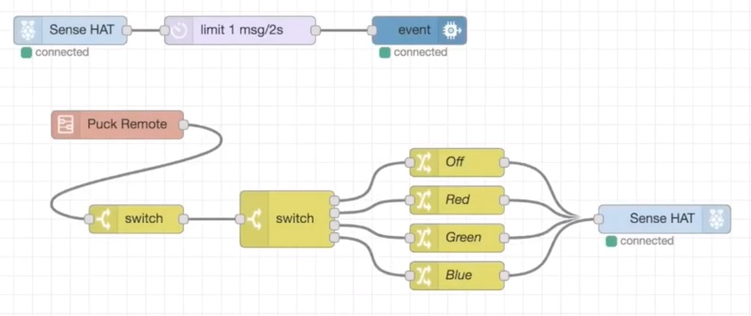 Sense HAT
limit 1 msg/2s
event
connected
connected
Puck Remote
Off
Red
switch
switch
Sense HAT
Green
connected
Blue